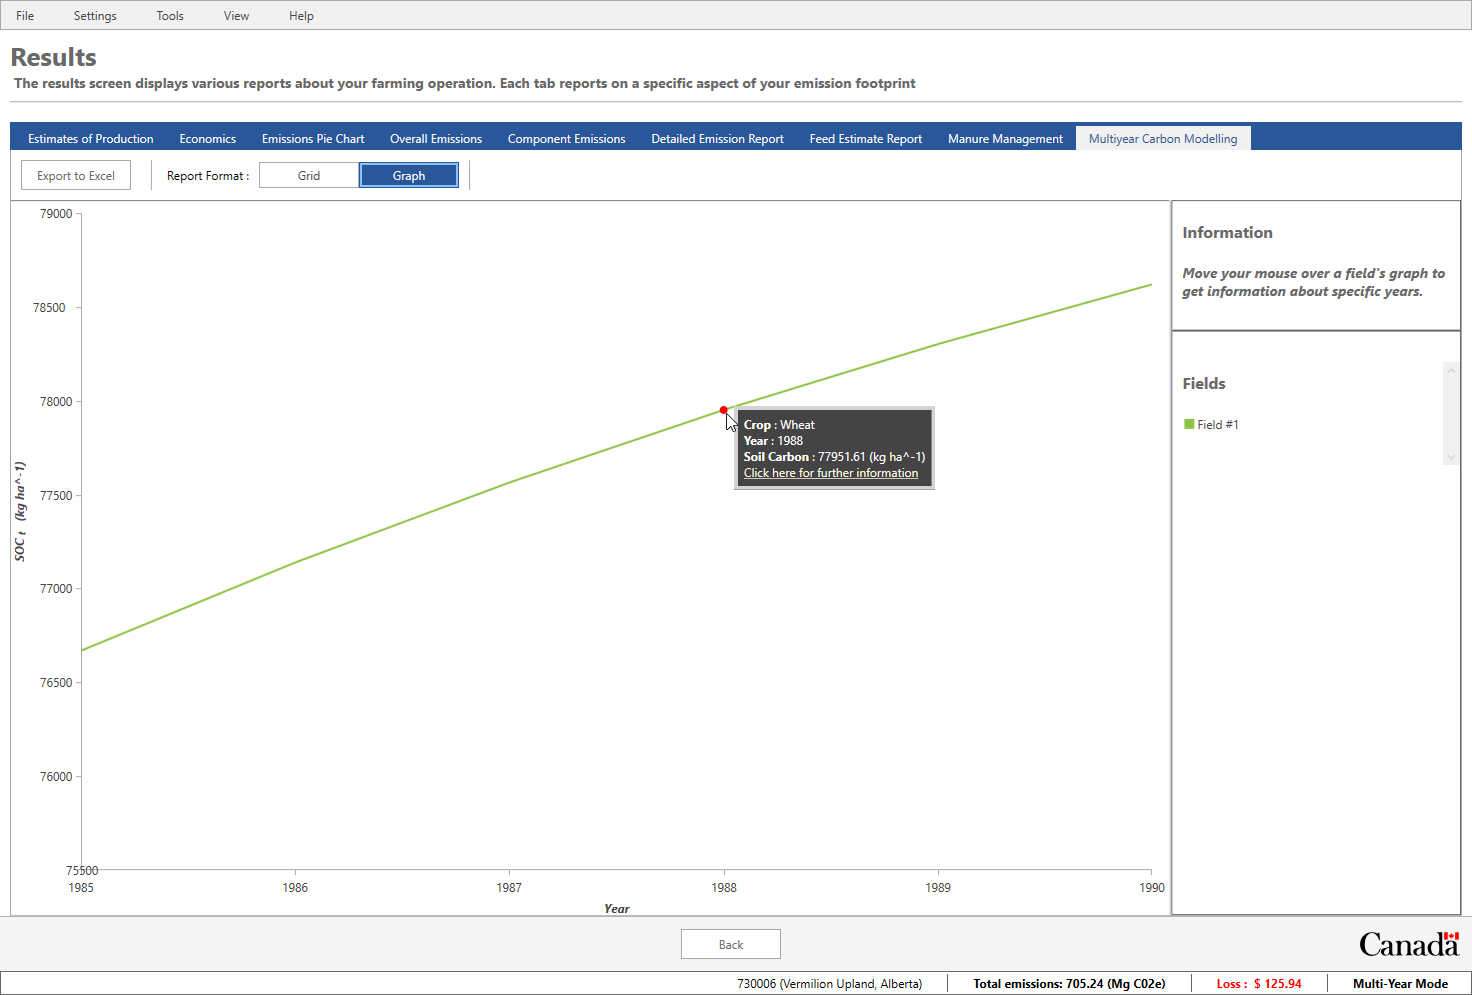 File Settings Tools View Help
Results
The results screen displays various reports about your farming operation. Each tab reports on a specific aspect of your emission footprint
Estimates of Production Economics Emissions Pie Chart Overall Emissions Component Emissions Detailed Emission Report Feed Estimate Report Manure Management Multiyear Carbon Modelling
Export to Excel Report Format : Grid Graph
79000
78500
78000
77500
77000
76500
76000
75500
SOC t (kg ha^-1)
1985 1986 1987 1988 1989 1990
Year
Crop : Wheat
Year : 1988
Soil Carbon : 77951.61 (kg ha^-1)
Click here for further information
Information
Move your mouse over a field's graph to
get information about specific years.
Fields
Field #1
Back
Canada
730006 (Vermilion Upland, Alberta) Total emissions: 705.24 (Mg C02e) Loss : $ 125.94 Multi-Year Mode